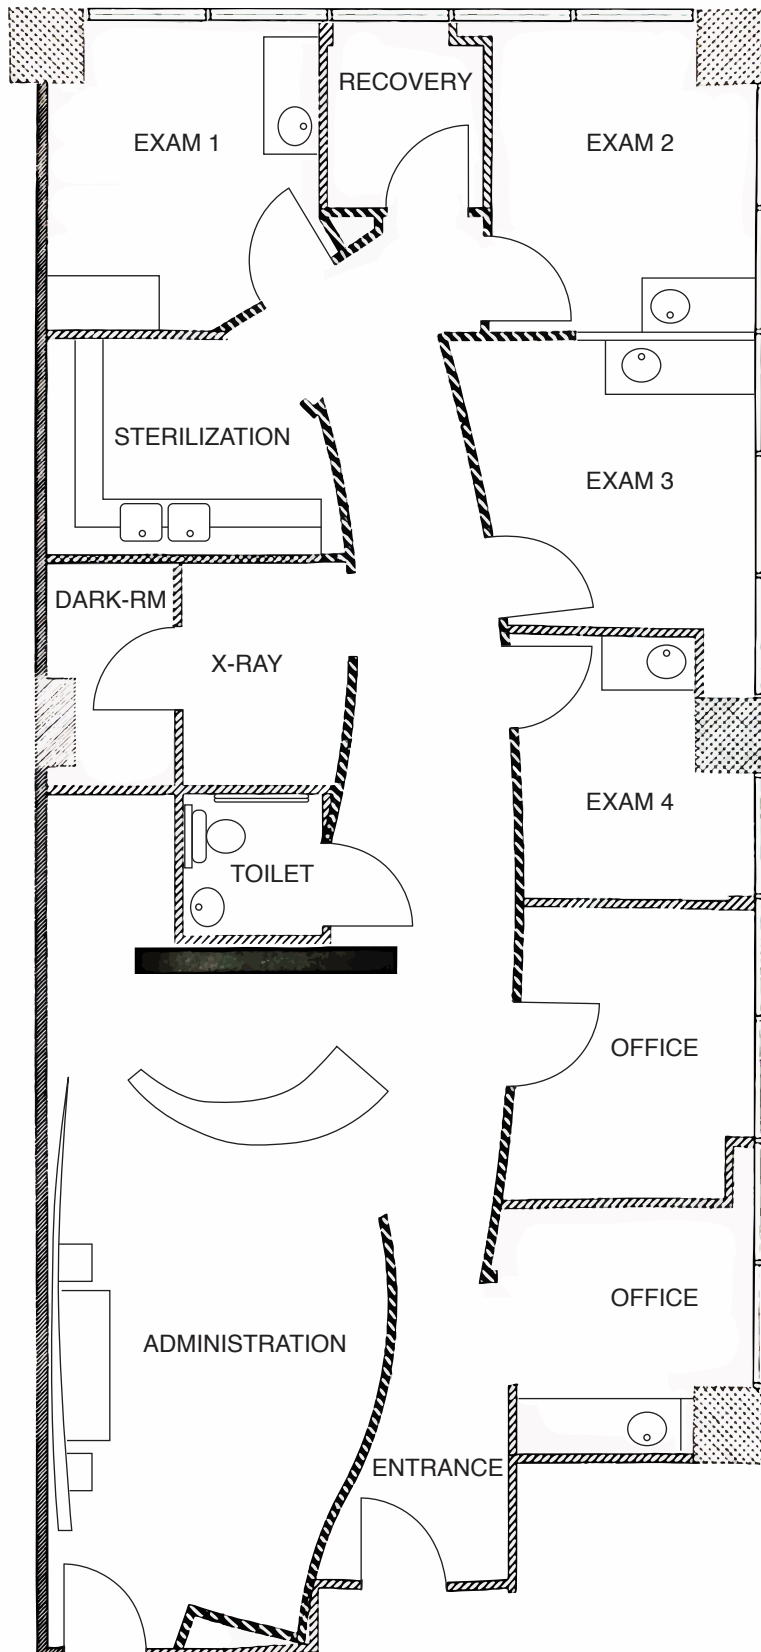 RECOVERY
EXAM 1
EXAM 2
STERILIZATION
EXAM 3
DARK-RM
X-RAY
EXAM 4
TOILET
OFFICE
OFFICE
ADMINISTRATION
ENTRANCE